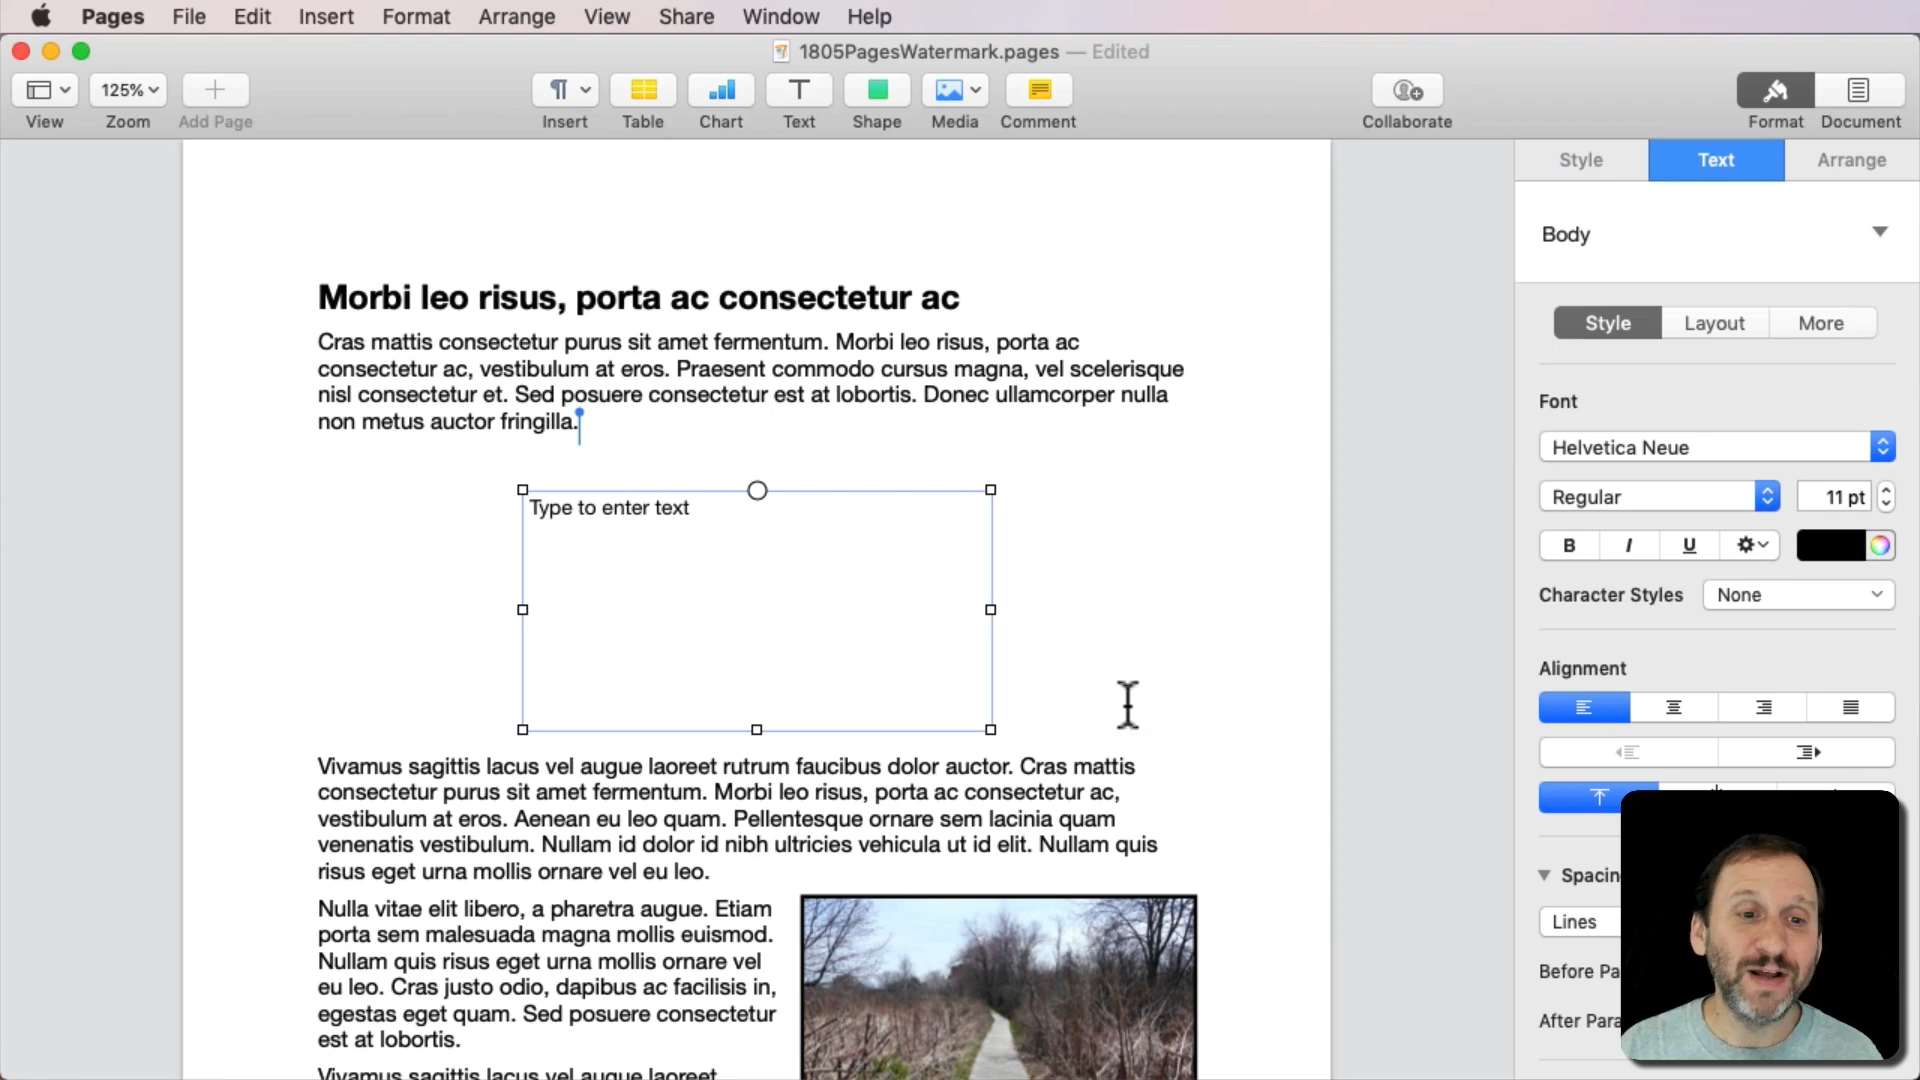 Pages File Edit Insert Format Arrange View Share Window Help
1805PagesWatermark.pages — Edited
125%
View Zoom Add Page Insert Table Chart Text Shape Media Comment Collaborate Format Document
Style Text Arrange
Body
Style Layout More
Font
Helvetica Neue
Regular 11 pt
B I U
Character Styles None
Alignment
Spacin
Lines
Before Pa
After Para
Morbi leo risus, porta ac consectetur ac
Cras mattis consectetur purus sit amet fermentum. Morbi leo risus, porta ac
consectetur ac, vestibulum at eros. Praesent commodo cursus magna, vel scelerisque
nisl consectetur et. Sed posuere consectetur est at lobortis. Donec ullamcorper nulla
non metus auctor fringilla.
Type to enter text
Vivamus sagittis lacus vel augue laoreet rutrum faucibus dolor auctor. Cras mattis
consectetur purus sit amet fermentum. Morbi leo risus, porta ac consectetur ac,
vestibulum at eros. Aenean eu leo quam. Pellentesque ornare sem lacinia quam
venenatis vestibulum. Nullam id dolor id nibh ultricies vehicula ut id elit. Nullam quis
risus eget urna mollis ornare vel eu leo.
Nulla vitae elit libero, a pharetra augue. Etiam
porta sem malesuada magna mollis euismod.
Nullam quis risus eget urna mollis ornare vel
eu leo. Cras justo odio, dapibus ac facilisis in,
egestas eget quam. Sed posuere consectetur
est at lobortis.
Vivamus sagittis lacus vel augue laoreet